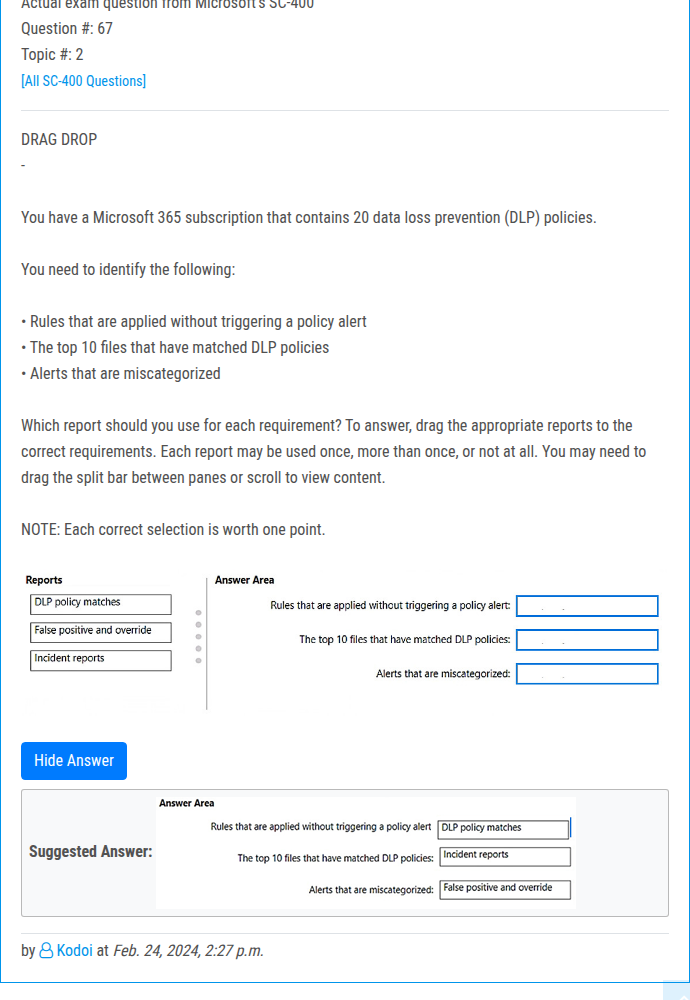 Actual exam question from Microsoft's SC-400
Question #: 67
Topic #: 2
[All SC-400 Questions]
DRAG DROP
-
You have a Microsoft 365 subscription that contains 20 data loss prevention (DLP) policies.
You need to identify the following:
• Rules that are applied without triggering a policy alert
• The top 10 files that have matched DLP policies
• Alerts that are miscategorized
Which report should you use for each requirement? To answer, drag the appropriate reports to the
correct requirements. Each report may be used once, more than once, or not at all. You may need to
drag the split bar between panes or scroll to view content.
NOTE: Each correct selection is worth one point.
Reports
DLP policy matches
False positive and override
Incident reports
Answer Area
Rules that are applied without triggering a policy alert:
The top 10 files that have matched DLP policies:
Alerts that are miscategorized:
Hide Answer
Suggested Answer:
Answer Area
Rules that are applied without triggering a policy alert DLP policy matches
The top 10 files that have matched DLP policies: Incident reports
Alerts that are miscategorized: False positive and override
by Kodoi at Feb. 24, 2024, 2:27 p.m.